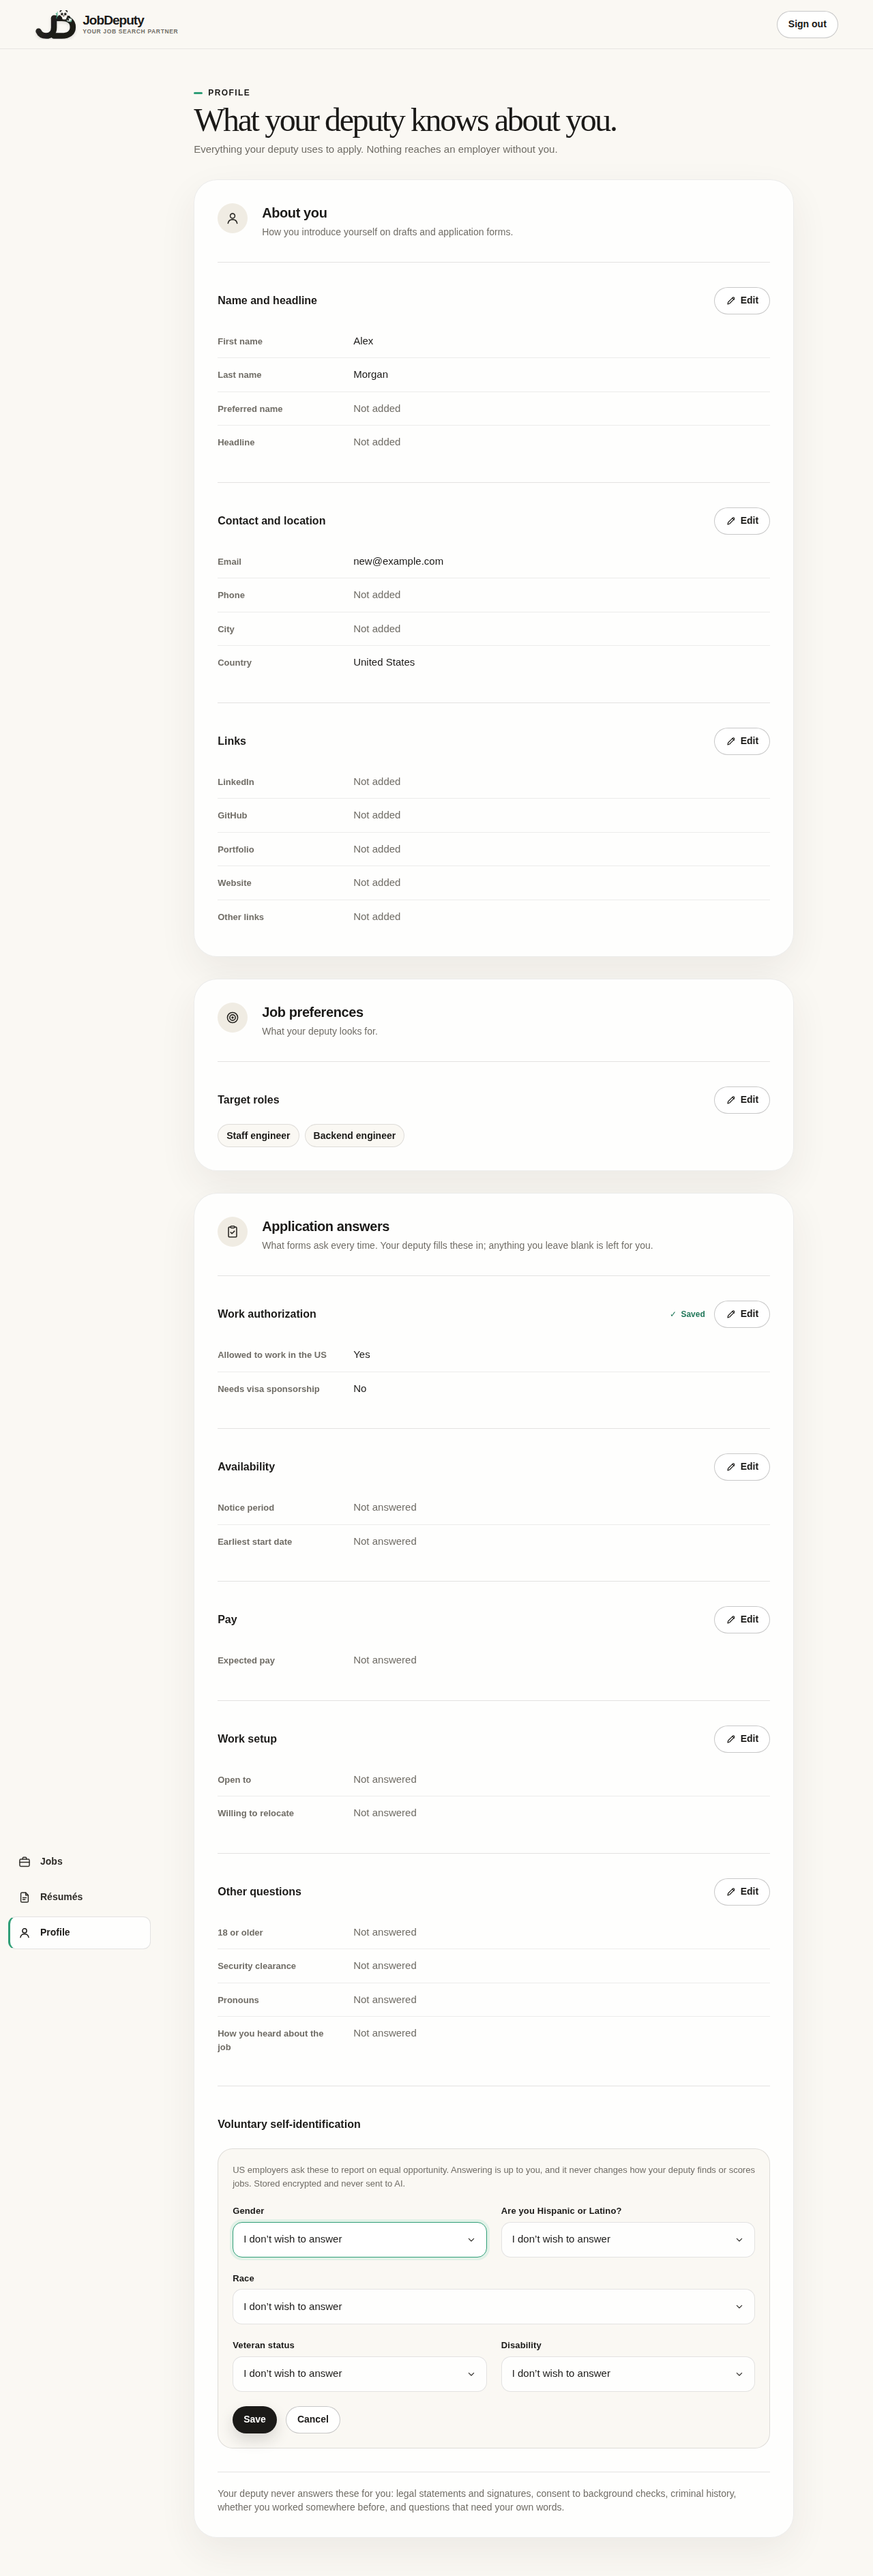 JobDeputy
YOUR JOB SEARCH PARTNER
Sign out
PROFILE
What your deputy knows about you.
Everything your deputy uses to apply. Nothing reaches an employer without you.
About you
How you introduce yourself on drafts and application forms.
Name and headline
Edit
First name
Alex
Last name
Morgan
Preferred name
Not added
Headline
Not added
Contact and location
Edit
Email
new@example.com
Phone
Not added
City
Not added
Country
United States
Links
Edit
LinkedIn
Not added
GitHub
Not added
Portfolio
Not added
Website
Not added
Other links
Not added
Job preferences
What your deputy looks for.
Target roles
Edit
Staff engineer
Backend engineer
Application answers
What forms ask every time. Your deputy fills these in; anything you leave blank is left for you.
Work authorization
✓ Saved
Edit
Allowed to work in the US
Yes
Needs visa sponsorship
No
Availability
Edit
Notice period
Not answered
Earliest start date
Not answered
Pay
Edit
Expected pay
Not answered
Work setup
Edit
Open to
Not answered
Willing to relocate
Not answered
Jobs
Résumés
Profile
Other questions
Edit
18 or older
Not answered
Security clearance
Not answered
Pronouns
Not answered
How you heard about the
job
Not answered
Voluntary self-identification
US employers ask these to report on equal opportunity. Answering is up to you, and it never changes how your deputy finds or scores
jobs. Stored encrypted and never sent to AI.
Gender
I don’t wish to answer
Are you Hispanic or Latino?
I don’t wish to answer
Race
I don’t wish to answer
Veteran status
I don’t wish to answer
Disability
I don’t wish to answer
Save
Cancel
Your deputy never answers these for you: legal statements and signatures, consent to background checks, criminal history,
whether you worked somewhere before, and questions that need your own words.